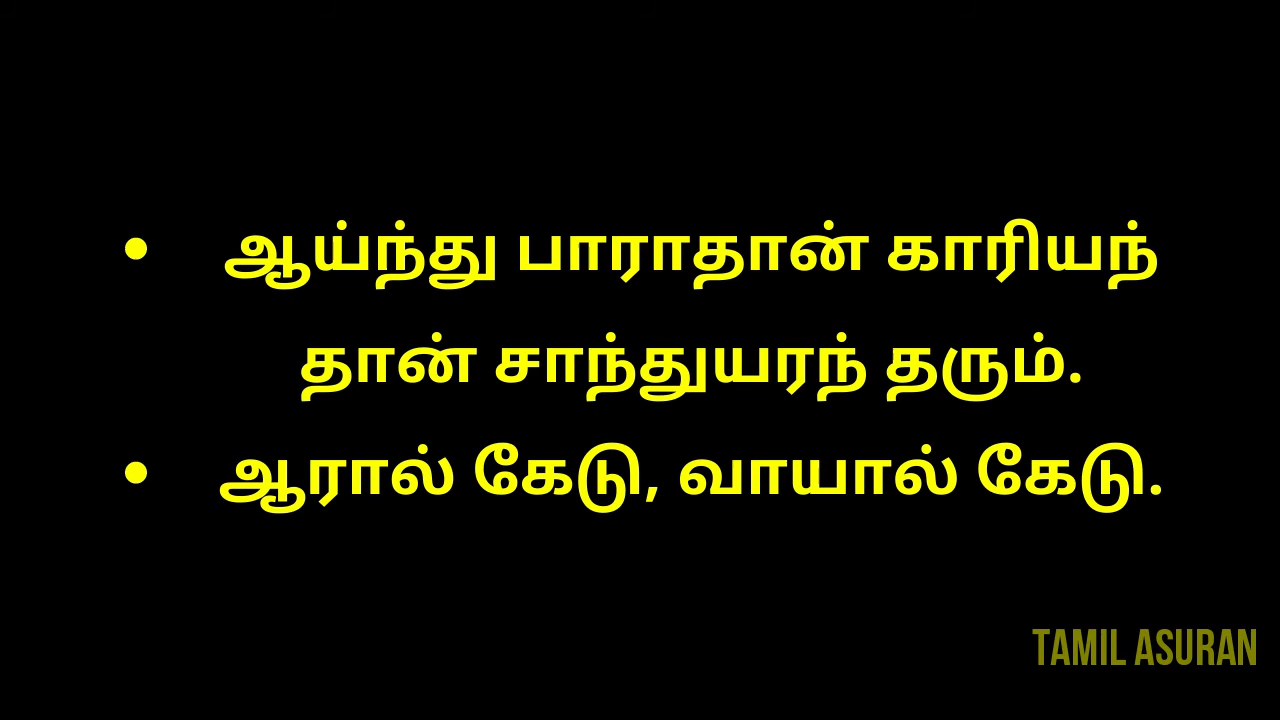 • ஆய்ந்து பாராதான் காரியந்
தான் சாந்துயரந் தரும்.
• ஆரால் கேடு, வாயால் கேடு.
TAMIL ASURAN